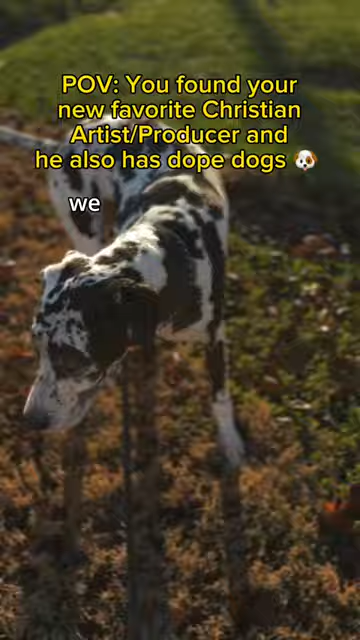 POV: You found your
new favorite Christian
Artist/Producer and
he also has dope dogs 🐶
we